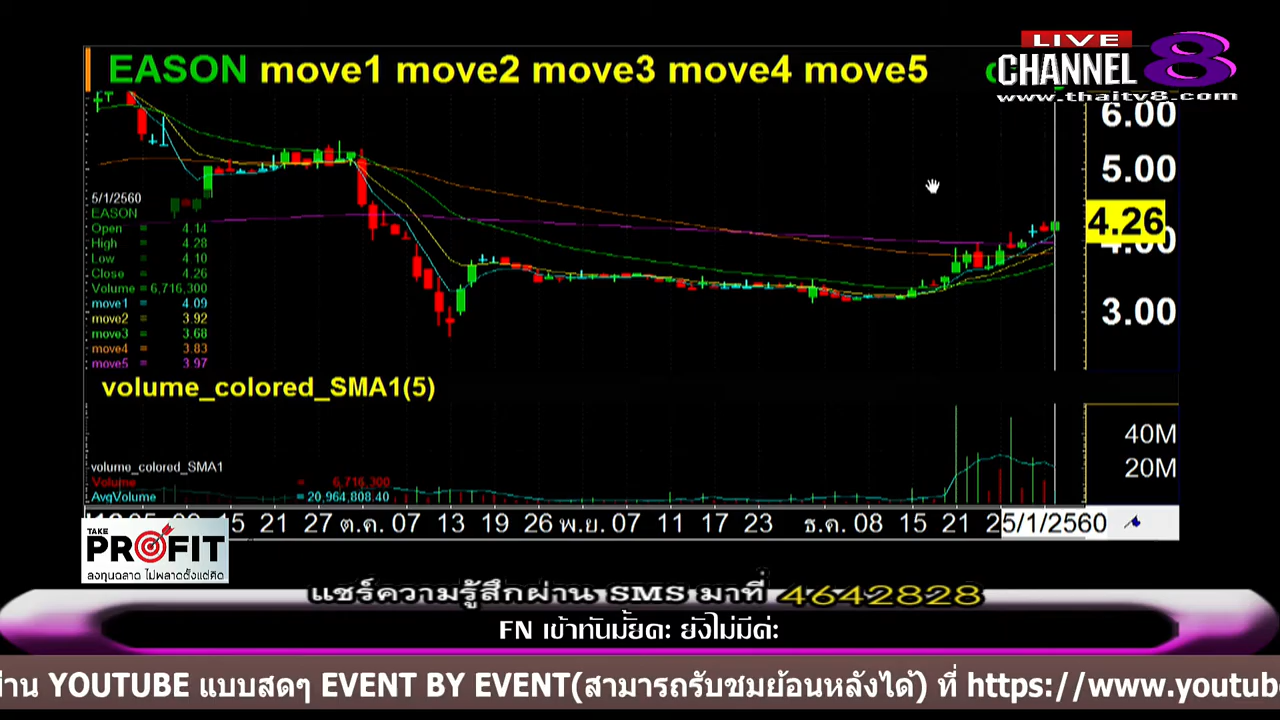 LIVE
CHANNEL 8
www.thaitv8.com
EASON move1 move2 move3 move4 move5
6.00
5.00
4.26
4.00
3.00
5/1/2560
EASON
Open = 4.14
High = 4.28
Low = 4.10
Close = 4.26
Volume = 6,716,300
move1 = 4.09
move2 = 3.92
move3 = 3.68
move4 = 3.83
move5 = 3.97
volume_colored_SMA1(5)
40M
20M
volume_colored_SMA1
Volume = 6,716,300
AvgVolume = 20,964,808.40
15 21 27 ต.ค. 07 13 19 26 พ.ย. 07 11 17 23 ธ.ค. 08 15 21 25/1/2560
TAKE
PROFIT
ลงทุนฉลาด ไม่พลาดตั้งแต่คิด
แชร์ความรู้สึกผ่าน SMS มาที่ 4642828
FN เข้าทันมั้ยคะ ยังไม่มีค่ะ
ผ่าน YOUTUBE แบบสดๆ EVENT BY EVENT(สามารถรับชมย้อนหลังได้) ที่ https://www.youtube